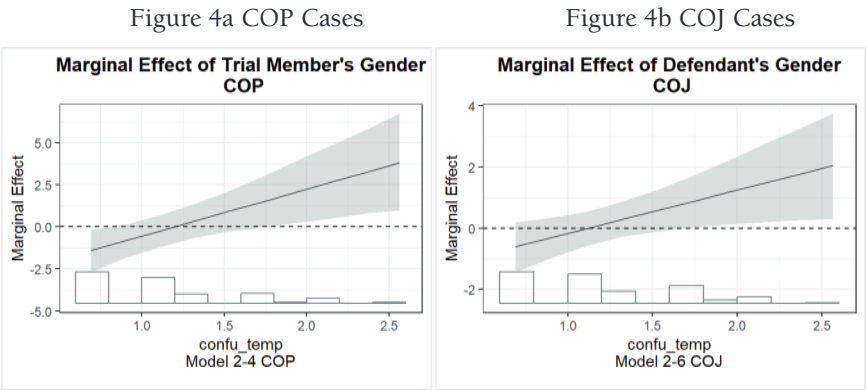 Figure 4a COP Cases
Marginal Effect of Trial Member's Gender
COP
Marginal Effect
5.0
2.5
0.0
-2.5
-5.0
1.0
1.5
2.0
2.5
confu_temp
Model 2-4 COP
Figure 4b COJ Cases
Marginal Effect of Defendant's Gender
COJ
Marginal Effect
4
2
0
-2
1.0
1.5
2.0
2.5
confu_temp
Model 2-6 COJ